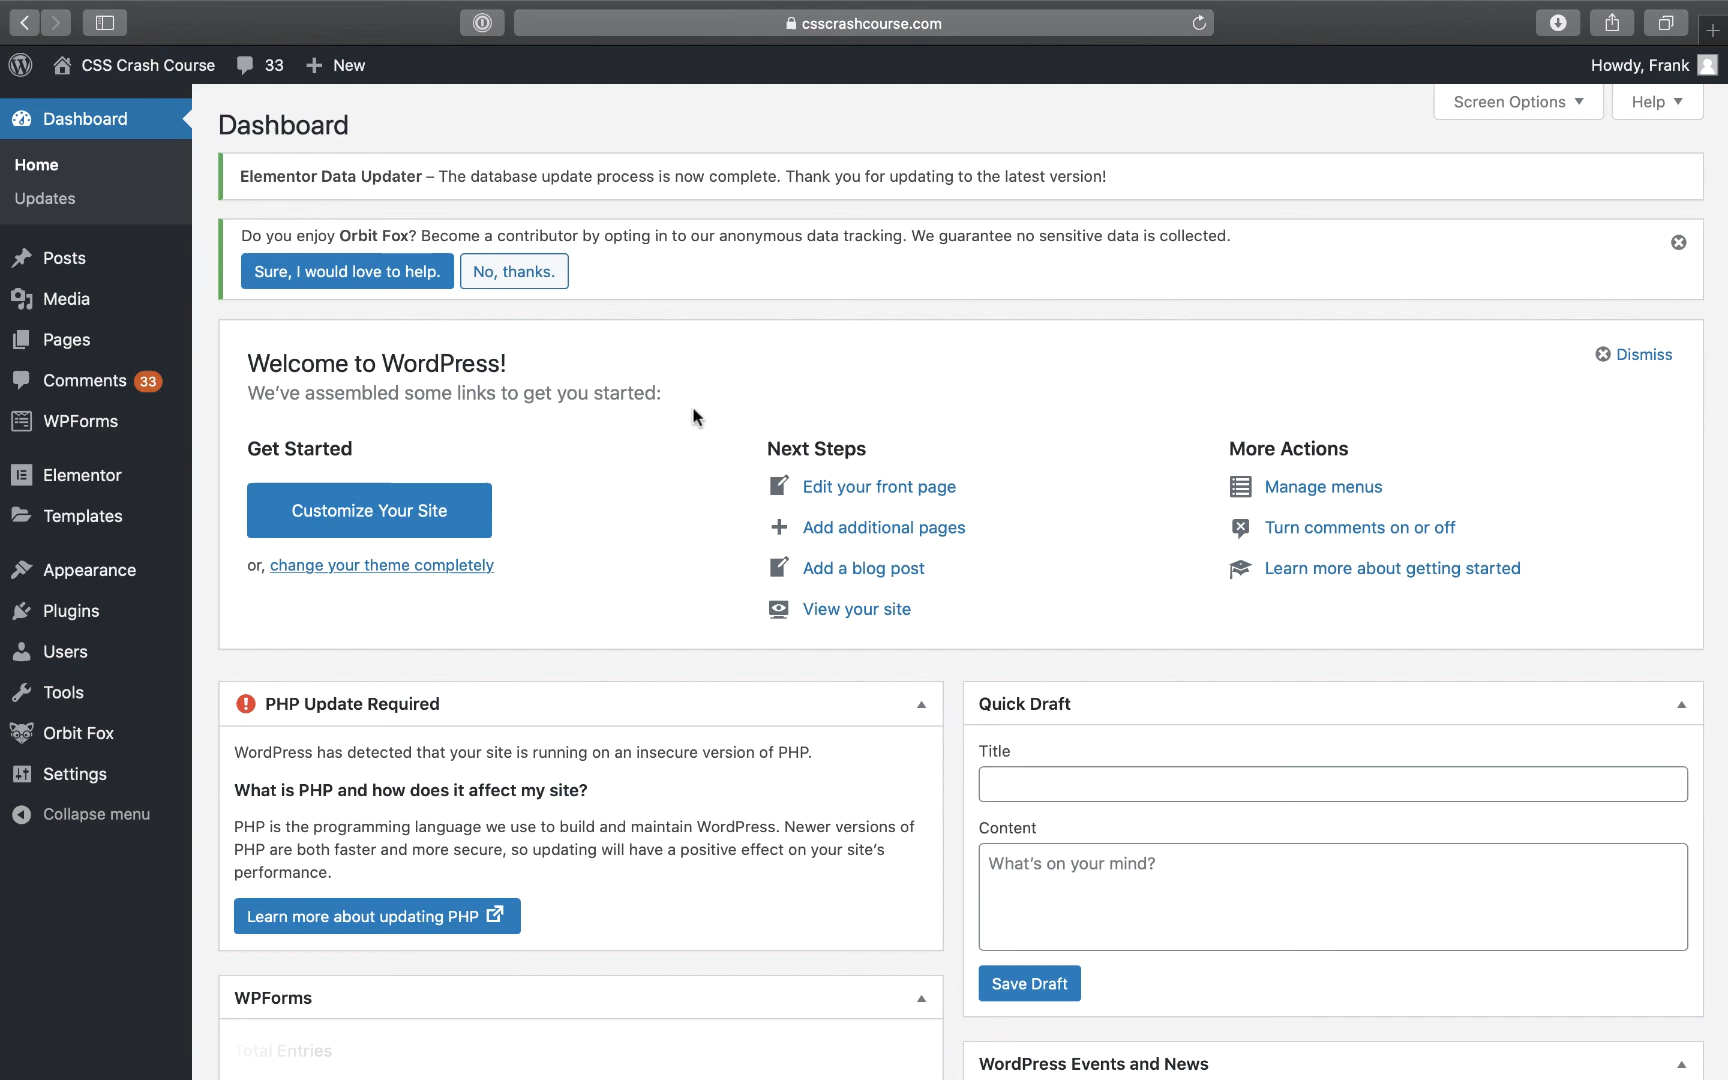 csscrashcourse.com
CSS Crash Course
33
New
Howdy, Frank
Dashboard
Home
Updates
Posts
Media
Pages
Comments 33
WPForms
Elementor
Templates
Appearance
Plugins
Users
Tools
Orbit Fox
Settings
Collapse menu
Screen Options
Help
Dashboard
Elementor Data Updater – The database update process is now complete. Thank you for updating to the latest version!
Do you enjoy Orbit Fox? Become a contributor by opting in to our anonymous data tracking. We guarantee no sensitive data is collected.
Sure, I would love to help.
No, thanks.
Welcome to WordPress!
We've assembled some links to get you started:
Dismiss
Get Started
Customize Your Site
or, change your theme completely
Next Steps
Edit your front page
Add additional pages
Add a blog post
View your site
More Actions
Manage menus
Turn comments on or off
Learn more about getting started
PHP Update Required
WordPress has detected that your site is running on an insecure version of PHP.
What is PHP and how does it affect my site?
PHP is the programming language we use to build and maintain WordPress. Newer versions of
PHP are both faster and more secure, so updating will have a positive effect on your site's
performance.
Learn more about updating PHP
WPForms
Total Entries
Quick Draft
Title
Content
What's on your mind?
Save Draft
WordPress Events and News